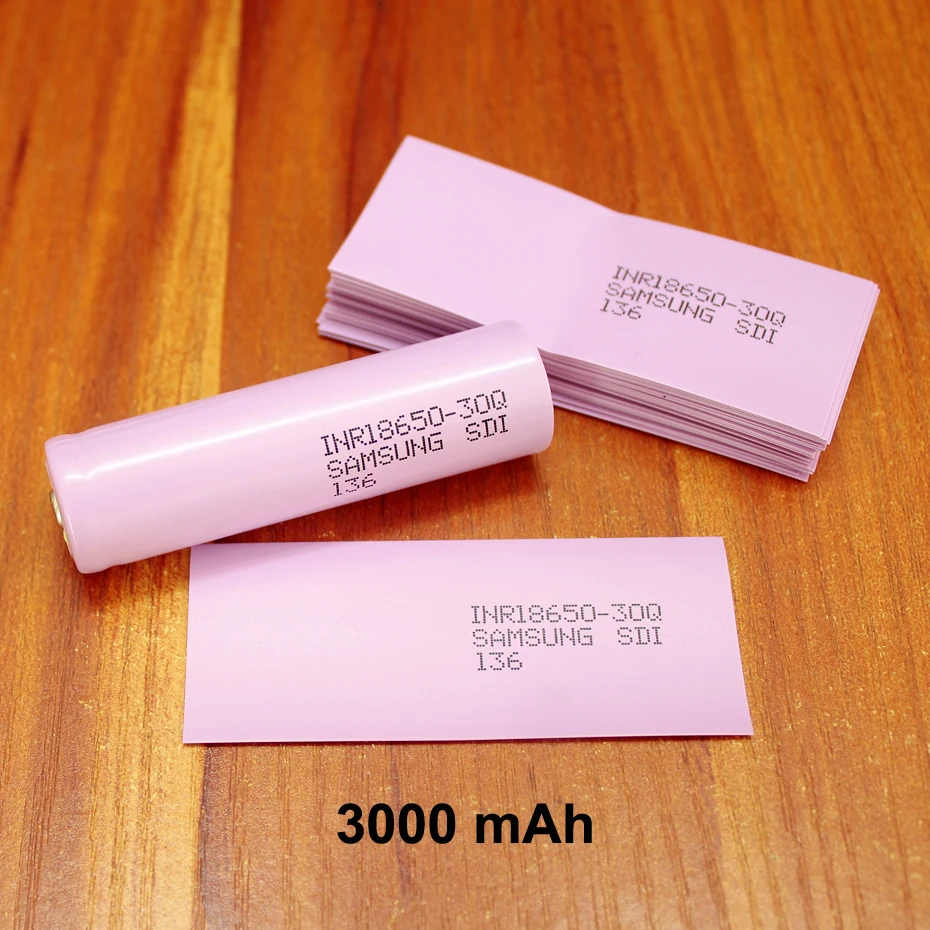 INR18650-30Q
SAMSUNG SDI
136
INR18650-30Q
SAMSUNG SDI
136
INR18650-30Q
SAMSUNG SDI
136
3000 mAh